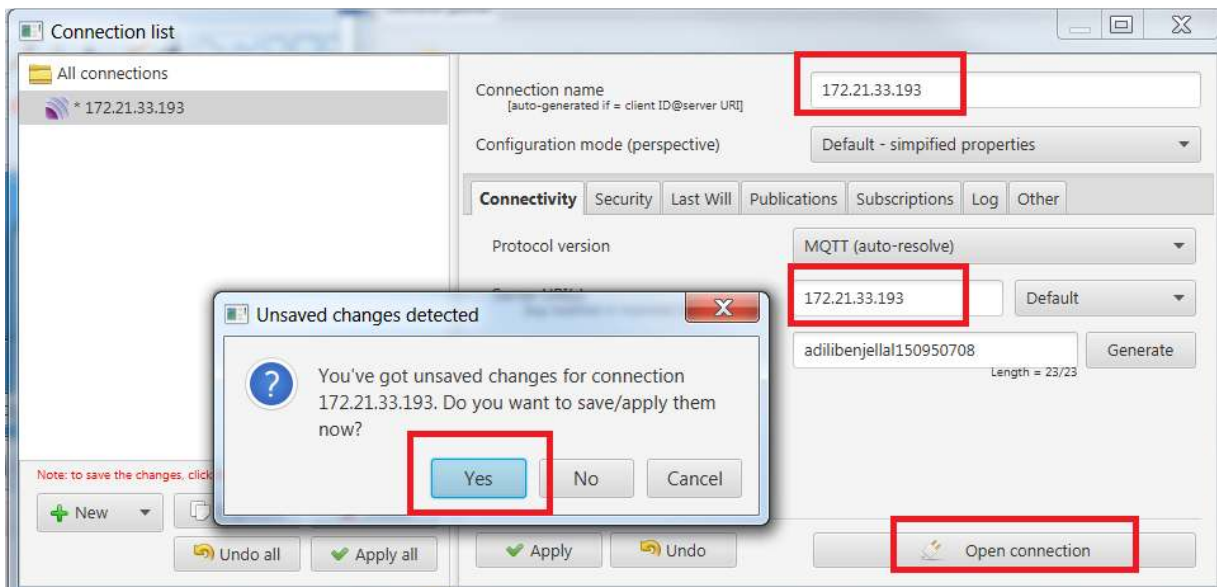 Connection list
All connections
* 172.21.33.193
Connection name
[auto-generated if = client ID@server URI]
172.21.33.193
Configuration mode (perspective)
Default - simpified properties
Connectivity Security Last Will Publications Subscriptions Log Other
Protocol version
MQTT (auto-resolve)
172.21.33.193
Default
adilibenjellal150950708
Generate
Length = 23/23
Unsaved changes detected
You've got unsaved changes for connection
172.21.33.193. Do you want to save/apply them
now?
Yes No Cancel
Note: to save the changes, click
New
Undo all Apply all
Apply Undo Open connection